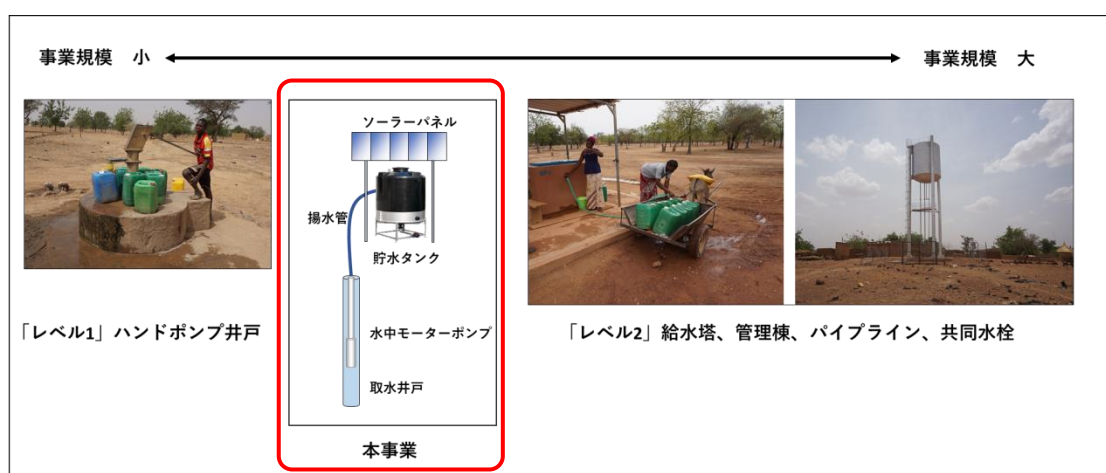 事業規模 小
事業規模 大
ソーラーパネル
揚水管
貯水タンク
水中モーターポンプ
取水井戸
「レベル1」ハンドポンプ井戸
本事業
「レベル2」給水塔、管理棟、パイプライン、共同水栓